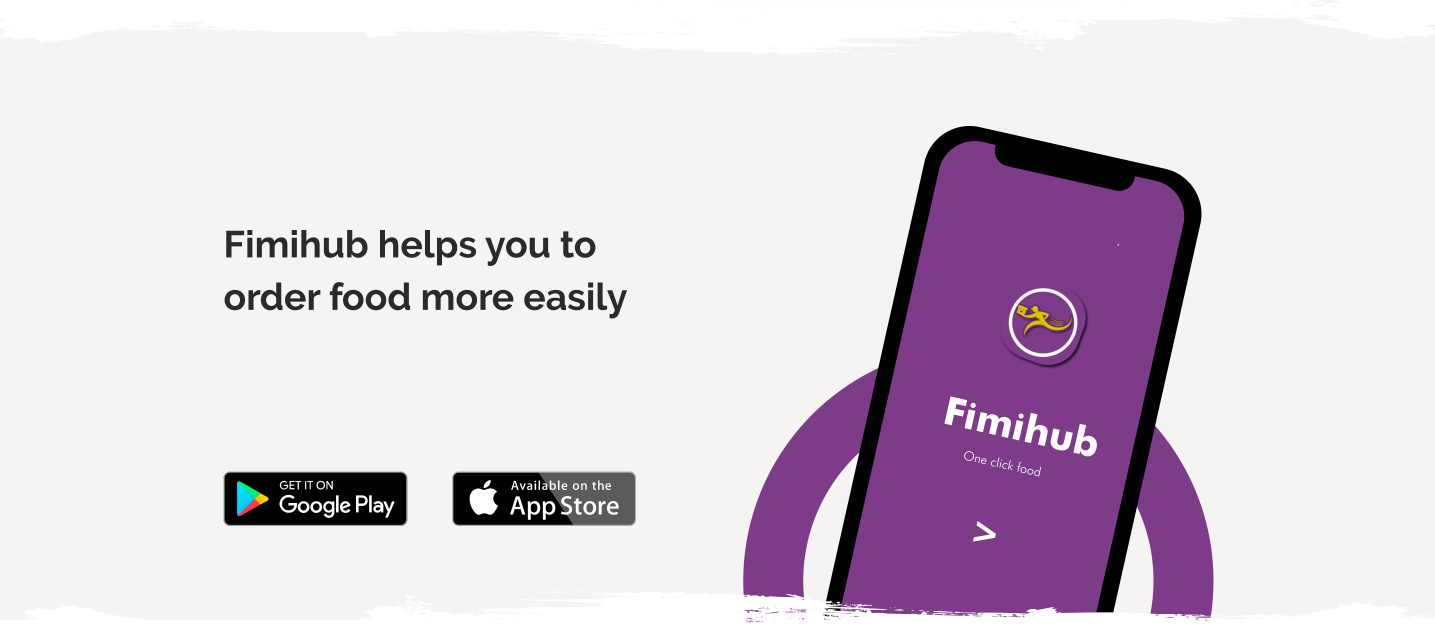 Fimihub helps you to
order food more easily
GET IT ON
Google Play
Available on the
App Store
Fimihub
One click food
>